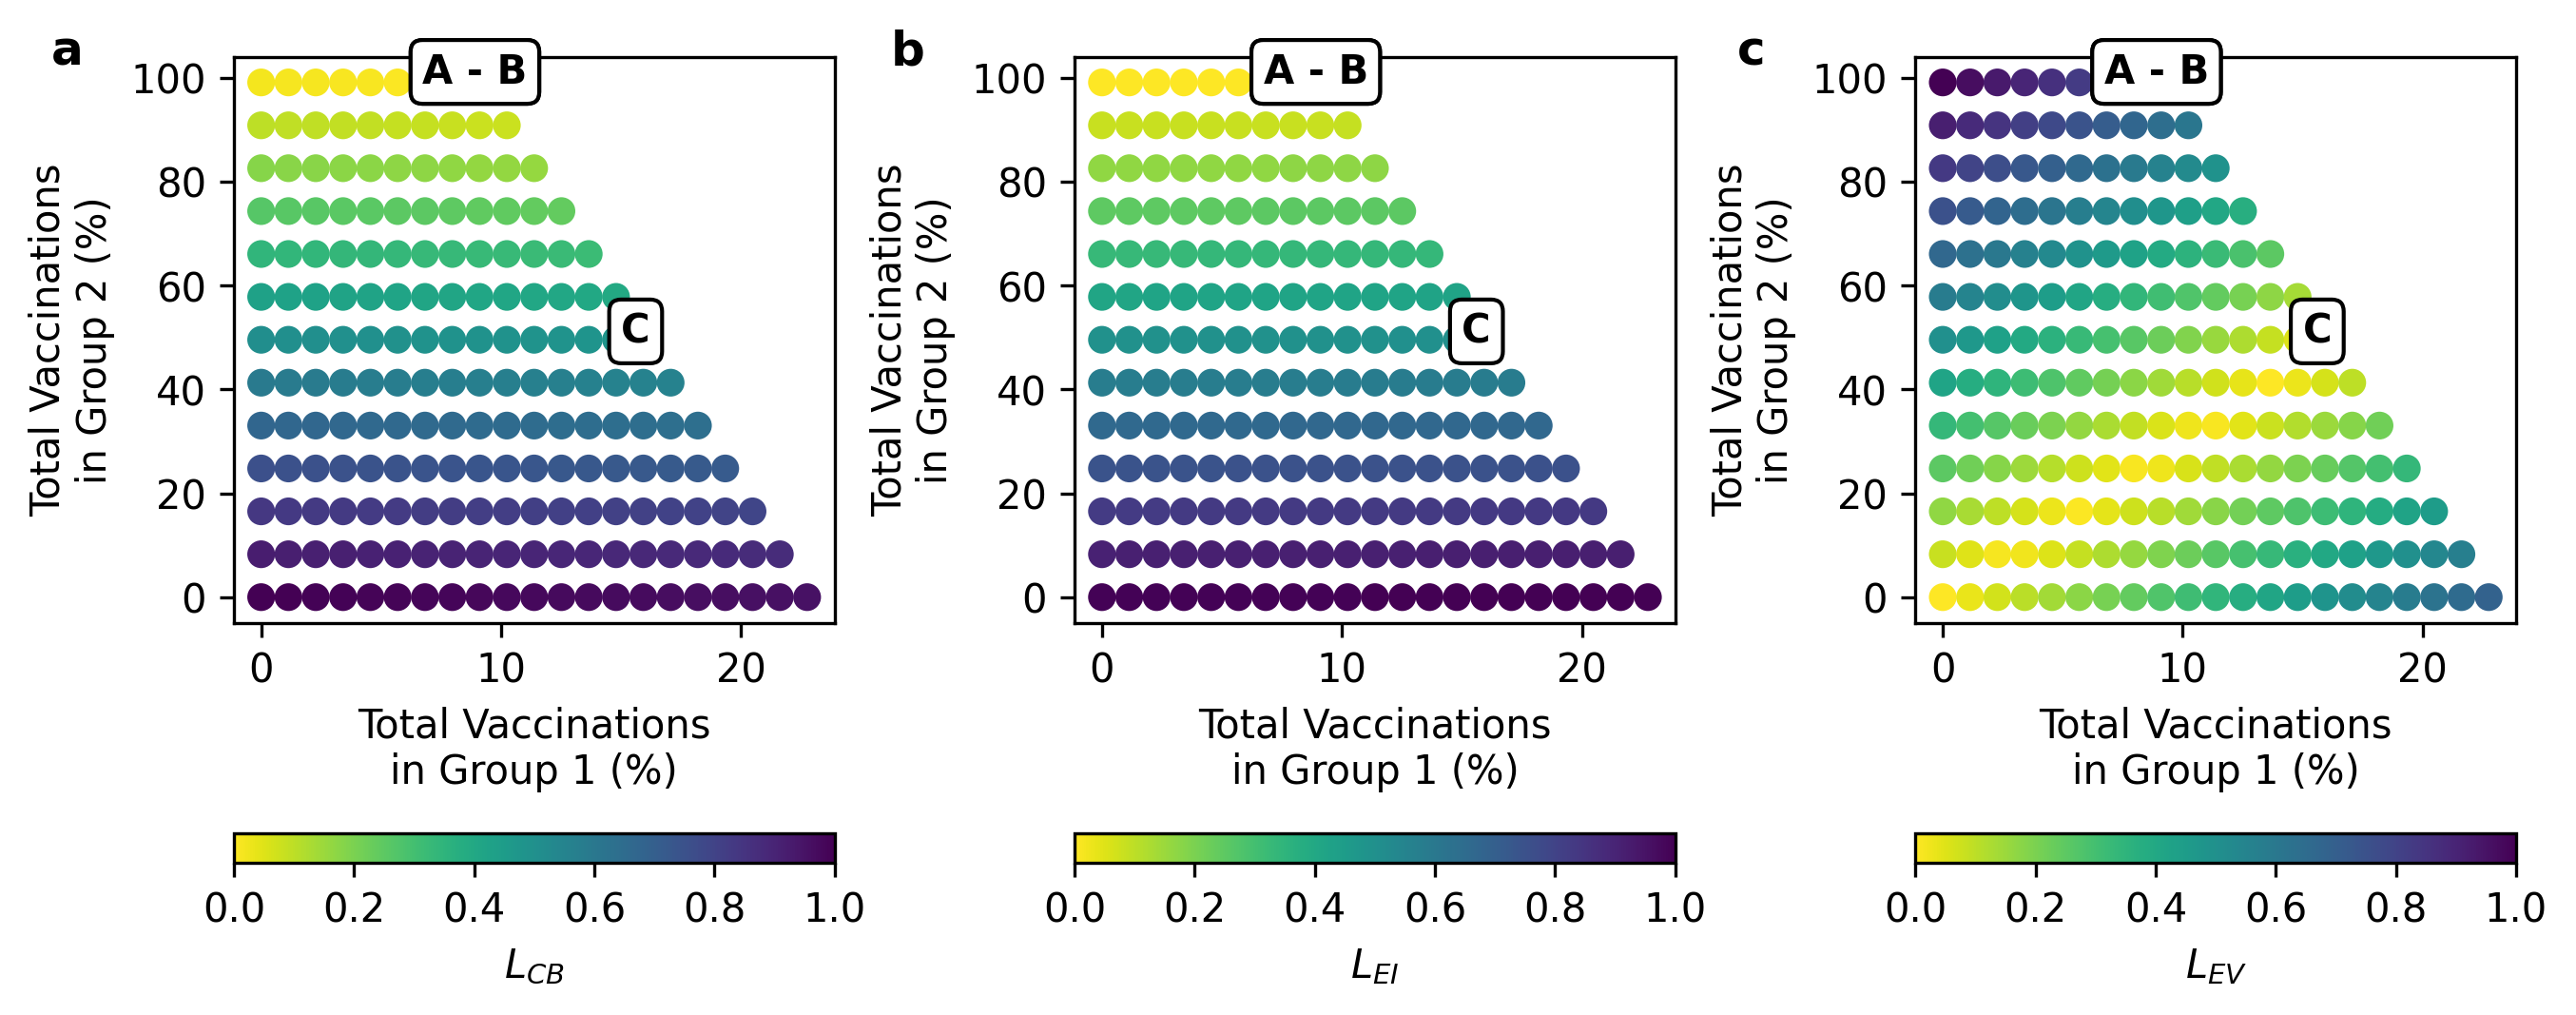 a
A - B
C
Total Vaccinations
in Group 2 (%)
100
80
60
40
20
0
0 10 20
Total Vaccinations
in Group 1 (%)
0.0 0.2 0.4 0.6 0.8 1.0
L_CB
b
A - B
C
Total Vaccinations
in Group 2 (%)
100
80
60
40
20
0
0 10 20
Total Vaccinations
in Group 1 (%)
0.0 0.2 0.4 0.6 0.8 1.0
L_EI
c
A - B
C
Total Vaccinations
in Group 2 (%)
100
80
60
40
20
0
0 10 20
Total Vaccinations
in Group 1 (%)
0.0 0.2 0.4 0.6 0.8 1.0
L_EV